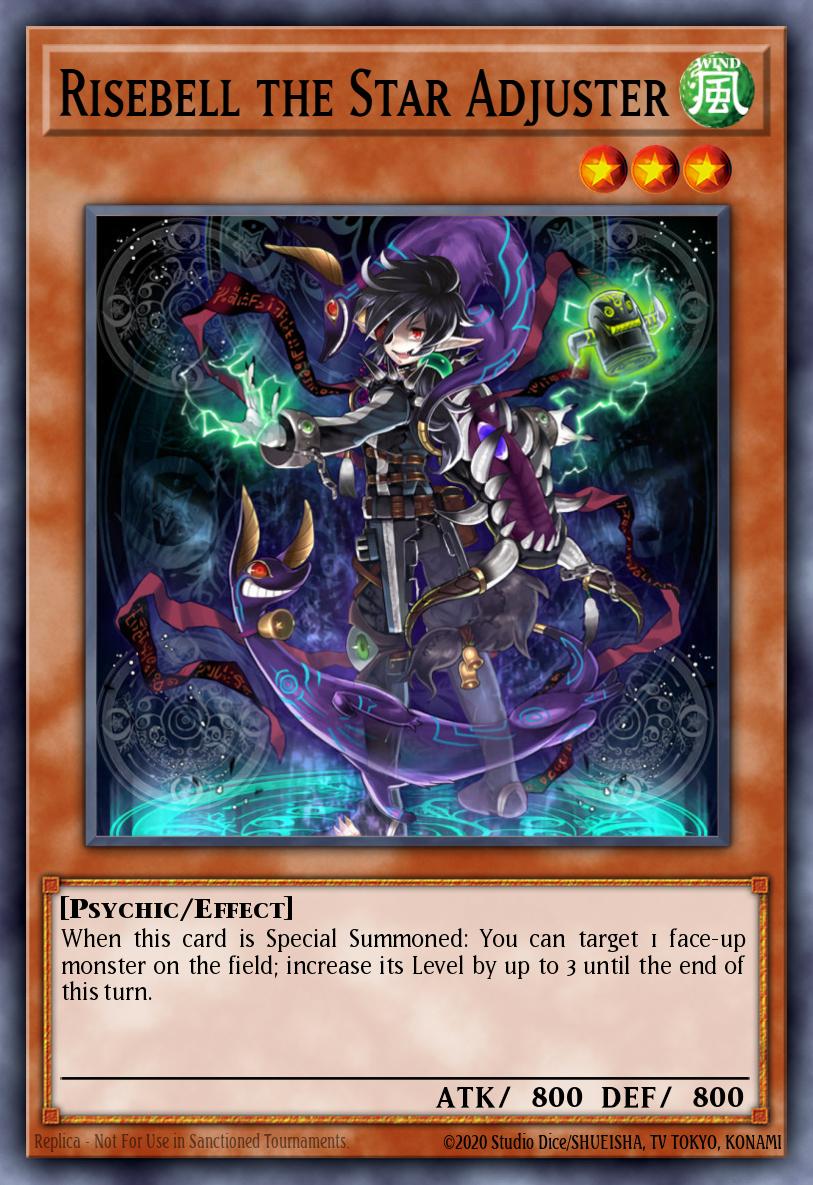 Risebell the Star Adjuster
WIND
風
[Psychic/Effect]
When this card is Special Summoned: You can target 1 face-up
monster on the field; increase its Level by up to 3 until the end of
this turn.
ATK/ 800 DEF/ 800
Replica - Not For Use in Sanctioned Tournaments.
©2020 Studio Dice/SHUEISHA, TV TOKYO, KONAMI